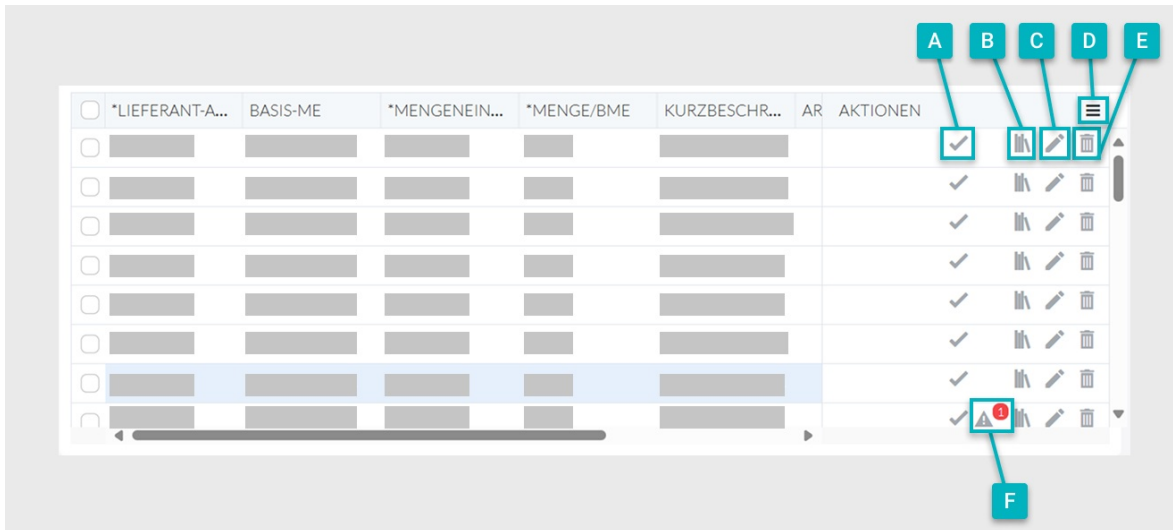 A B C D E
*LIEFERANT-A... BASIS-ME *MENGENEIN... *MENGE/BME KURZBESCHR... AR AKTIONEN
1
F